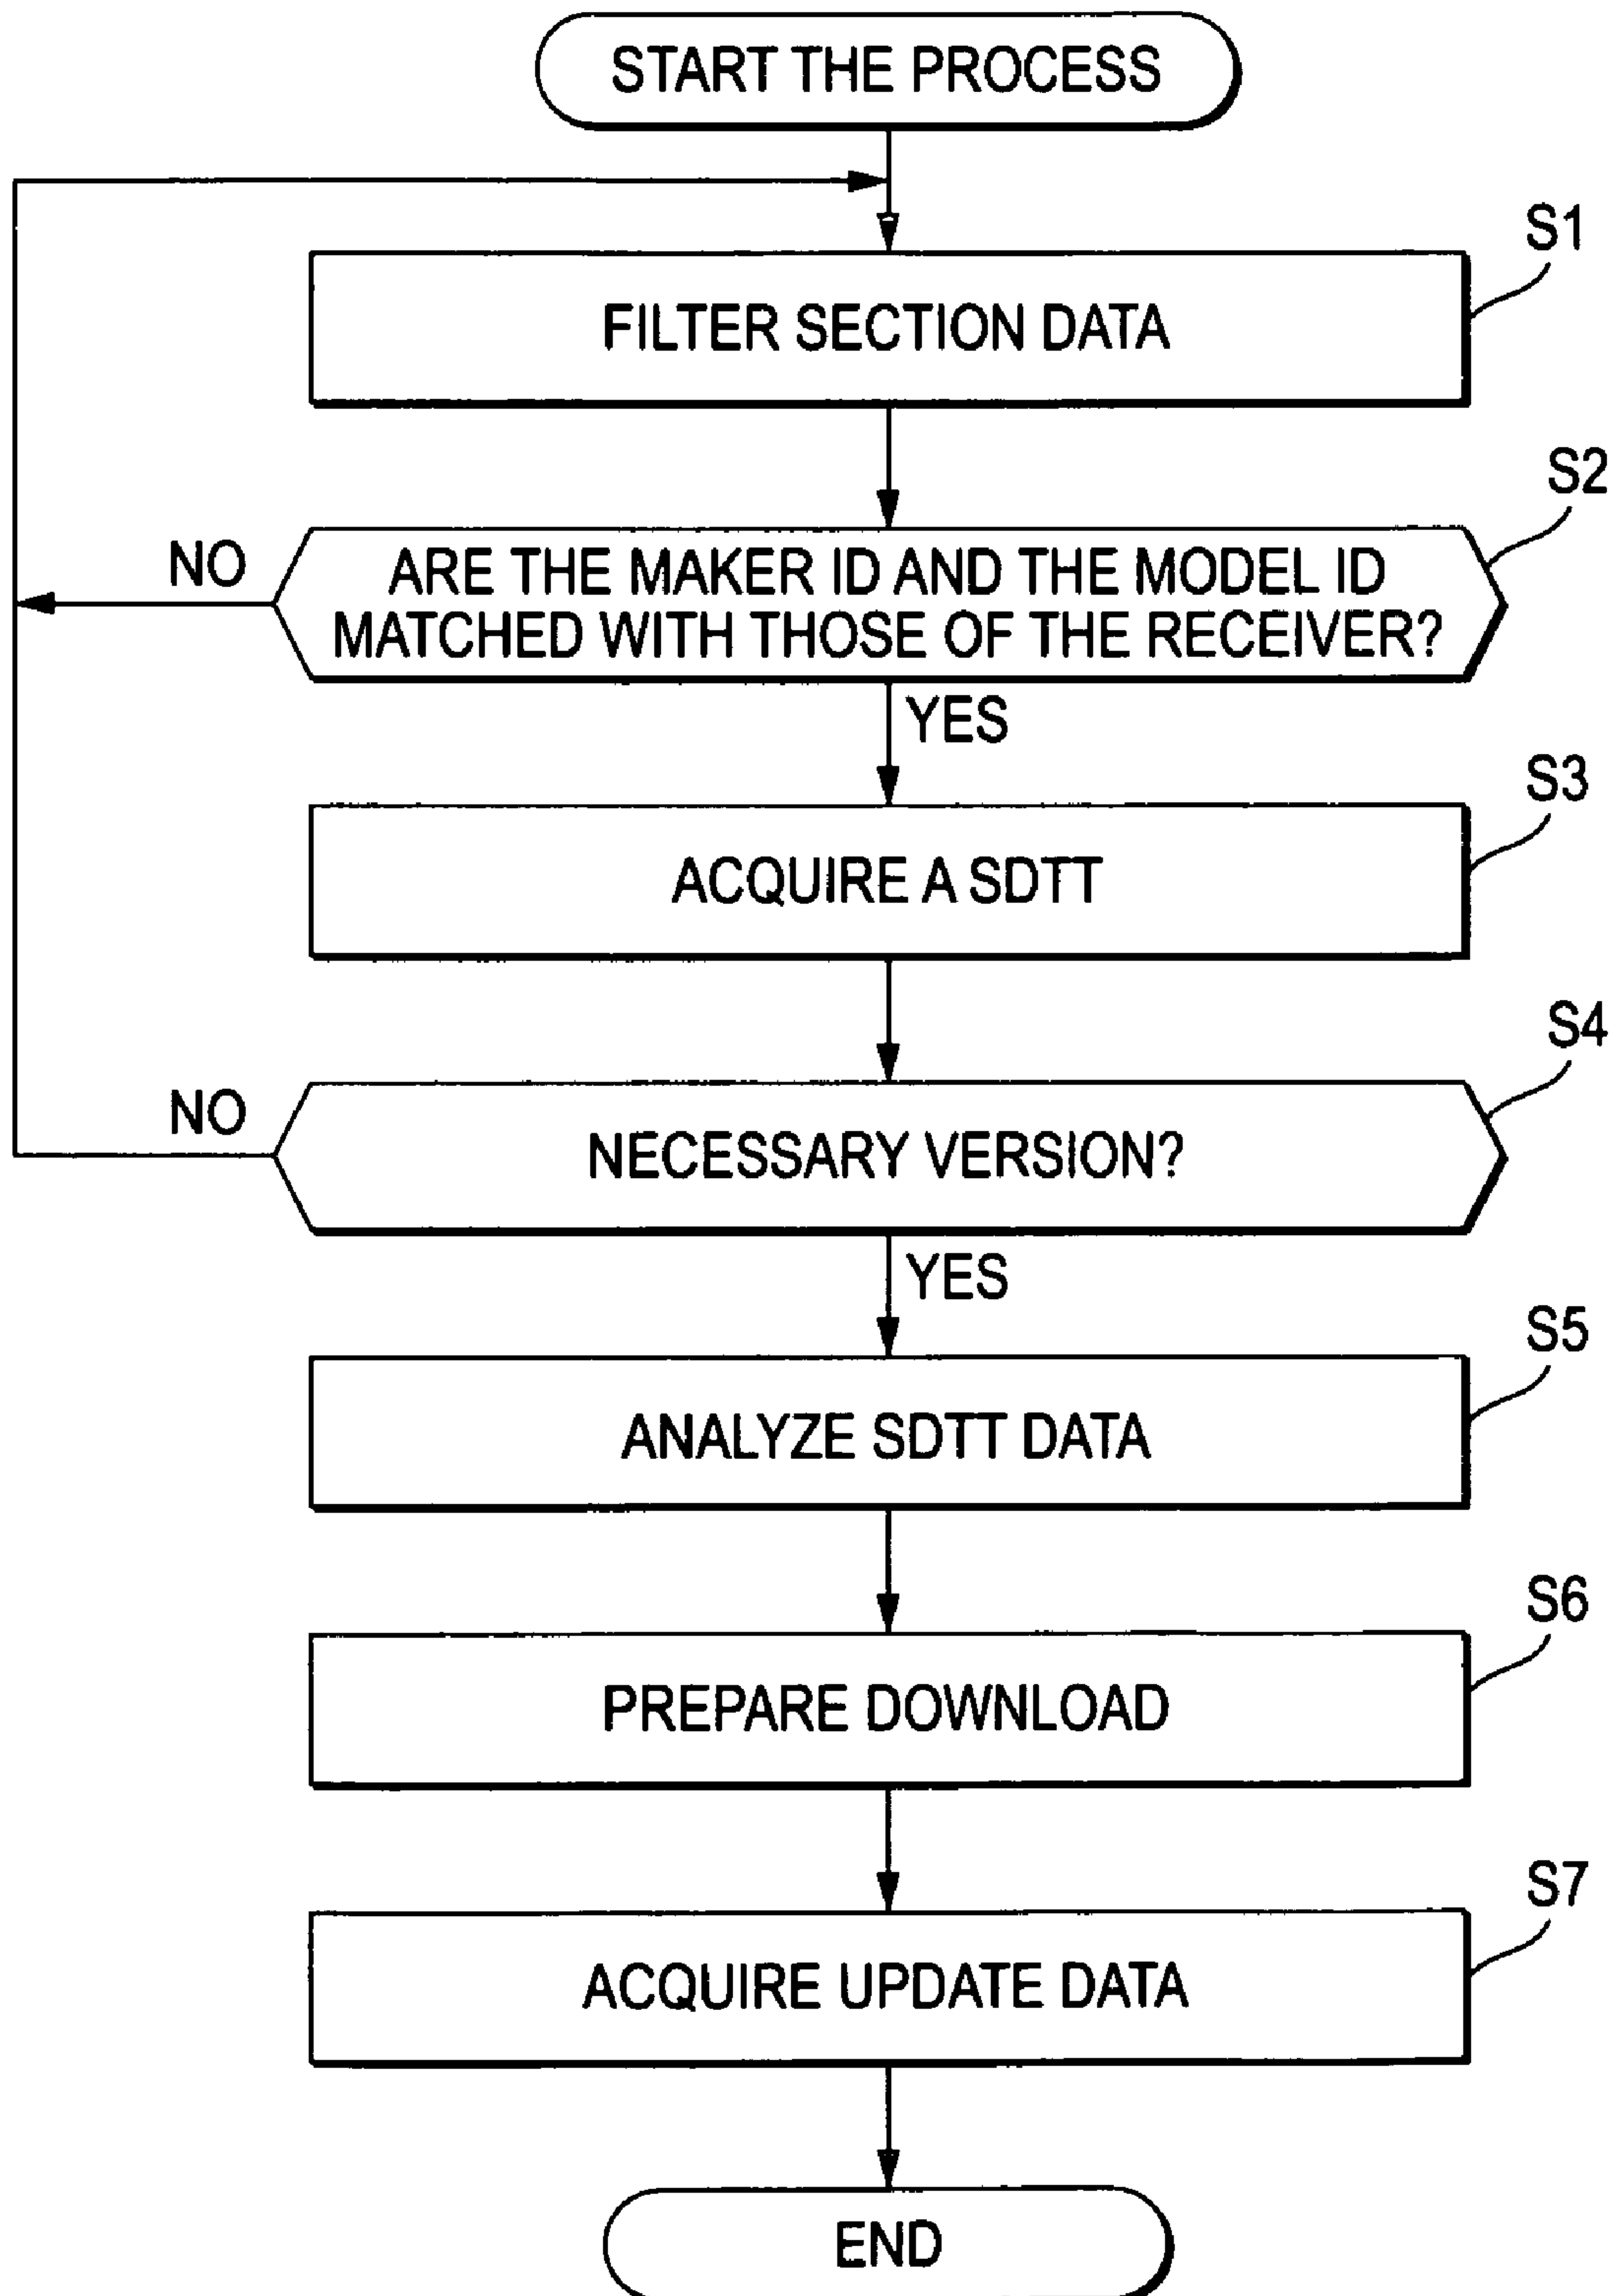 START THE PROCESS
S1
FILTER SECTION DATA
S2
NO
ARE THE MAKER ID AND THE MODEL ID
MATCHED WITH THOSE OF THE RECEIVER?
YES
S3
ACQUIRE A SDTT
S4
NO
NECESSARY VERSION?
YES
S5
ANALYZE SDTT DATA
S6
PREPARE DOWNLOAD
S7
ACQUIRE UPDATE DATA
END